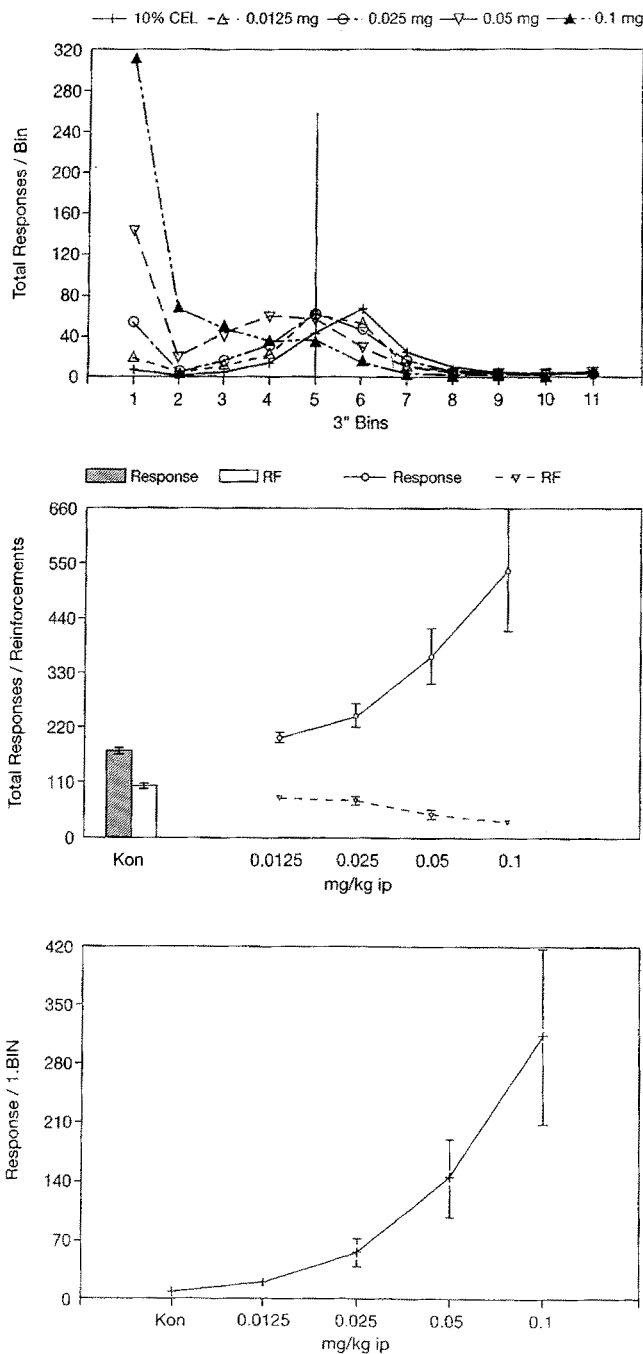 10% CEL 0.0125 mg 0.025 mg 0.05 mg 0.1 mg
Total Responses / Bin
320
280
240
200
160
120
80
40
0
1 2 3 4 5 6 7 8 9 10 11
3" Bins
Response RF Response RF
Total Responses / Reinforcements
660
550
440
330
220
110
0
Kon 0.0125 0.025 0.05 0.1
mg/kg ip
Response / 1.BIN
420
350
280
210
140
70
0
Kon 0.0125 0.025 0.05 0.1
mg/kg ip